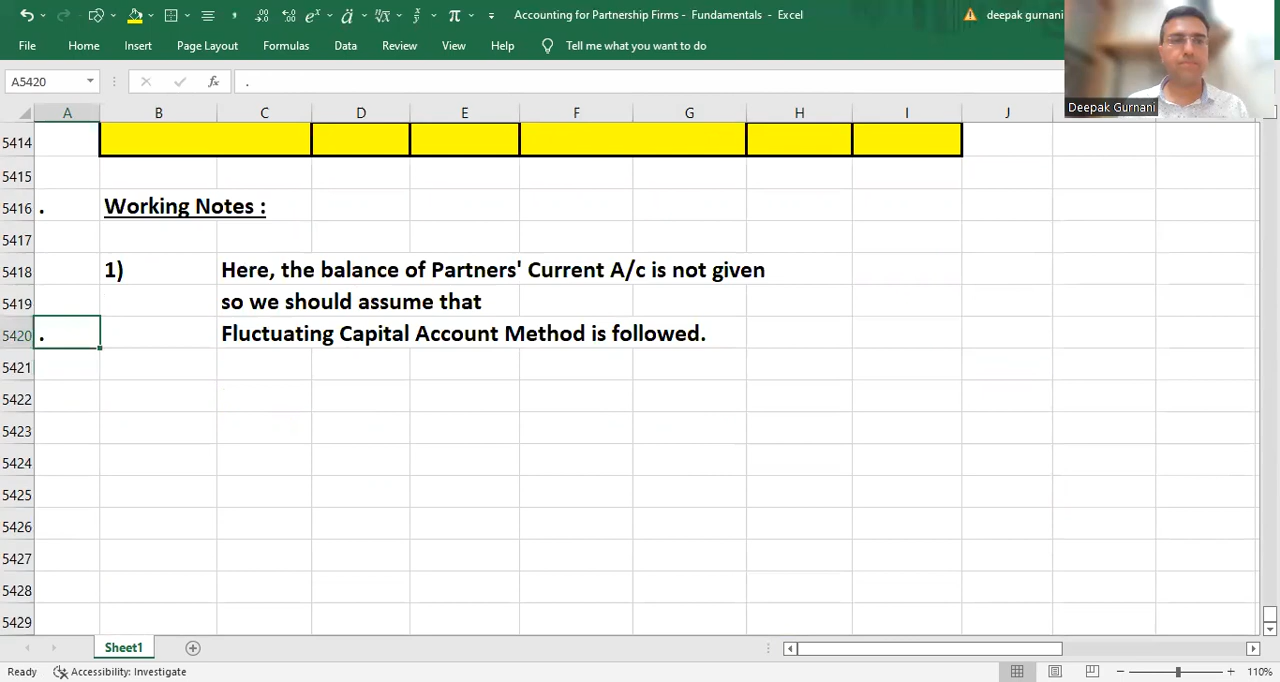 Accounting for Partnership Firms - Fundamentals - Excel
deepak gurnani
File Home Insert Page Layout Formulas Data Review View Help Tell me what you want to do
Deepak Gurnani
A5420 fx .
A B C D E F G H I J
5414
5415
5416 . Working Notes :
5417
5418 1) Here, the balance of Partners' Current A/c is not given
5419 so we should assume that
5420 . Fluctuating Capital Account Method is followed.
5421
5422
5423
5424
5425
5426
5427
5428
5429
Sheet1
Ready Accessibility: Investigate 110%